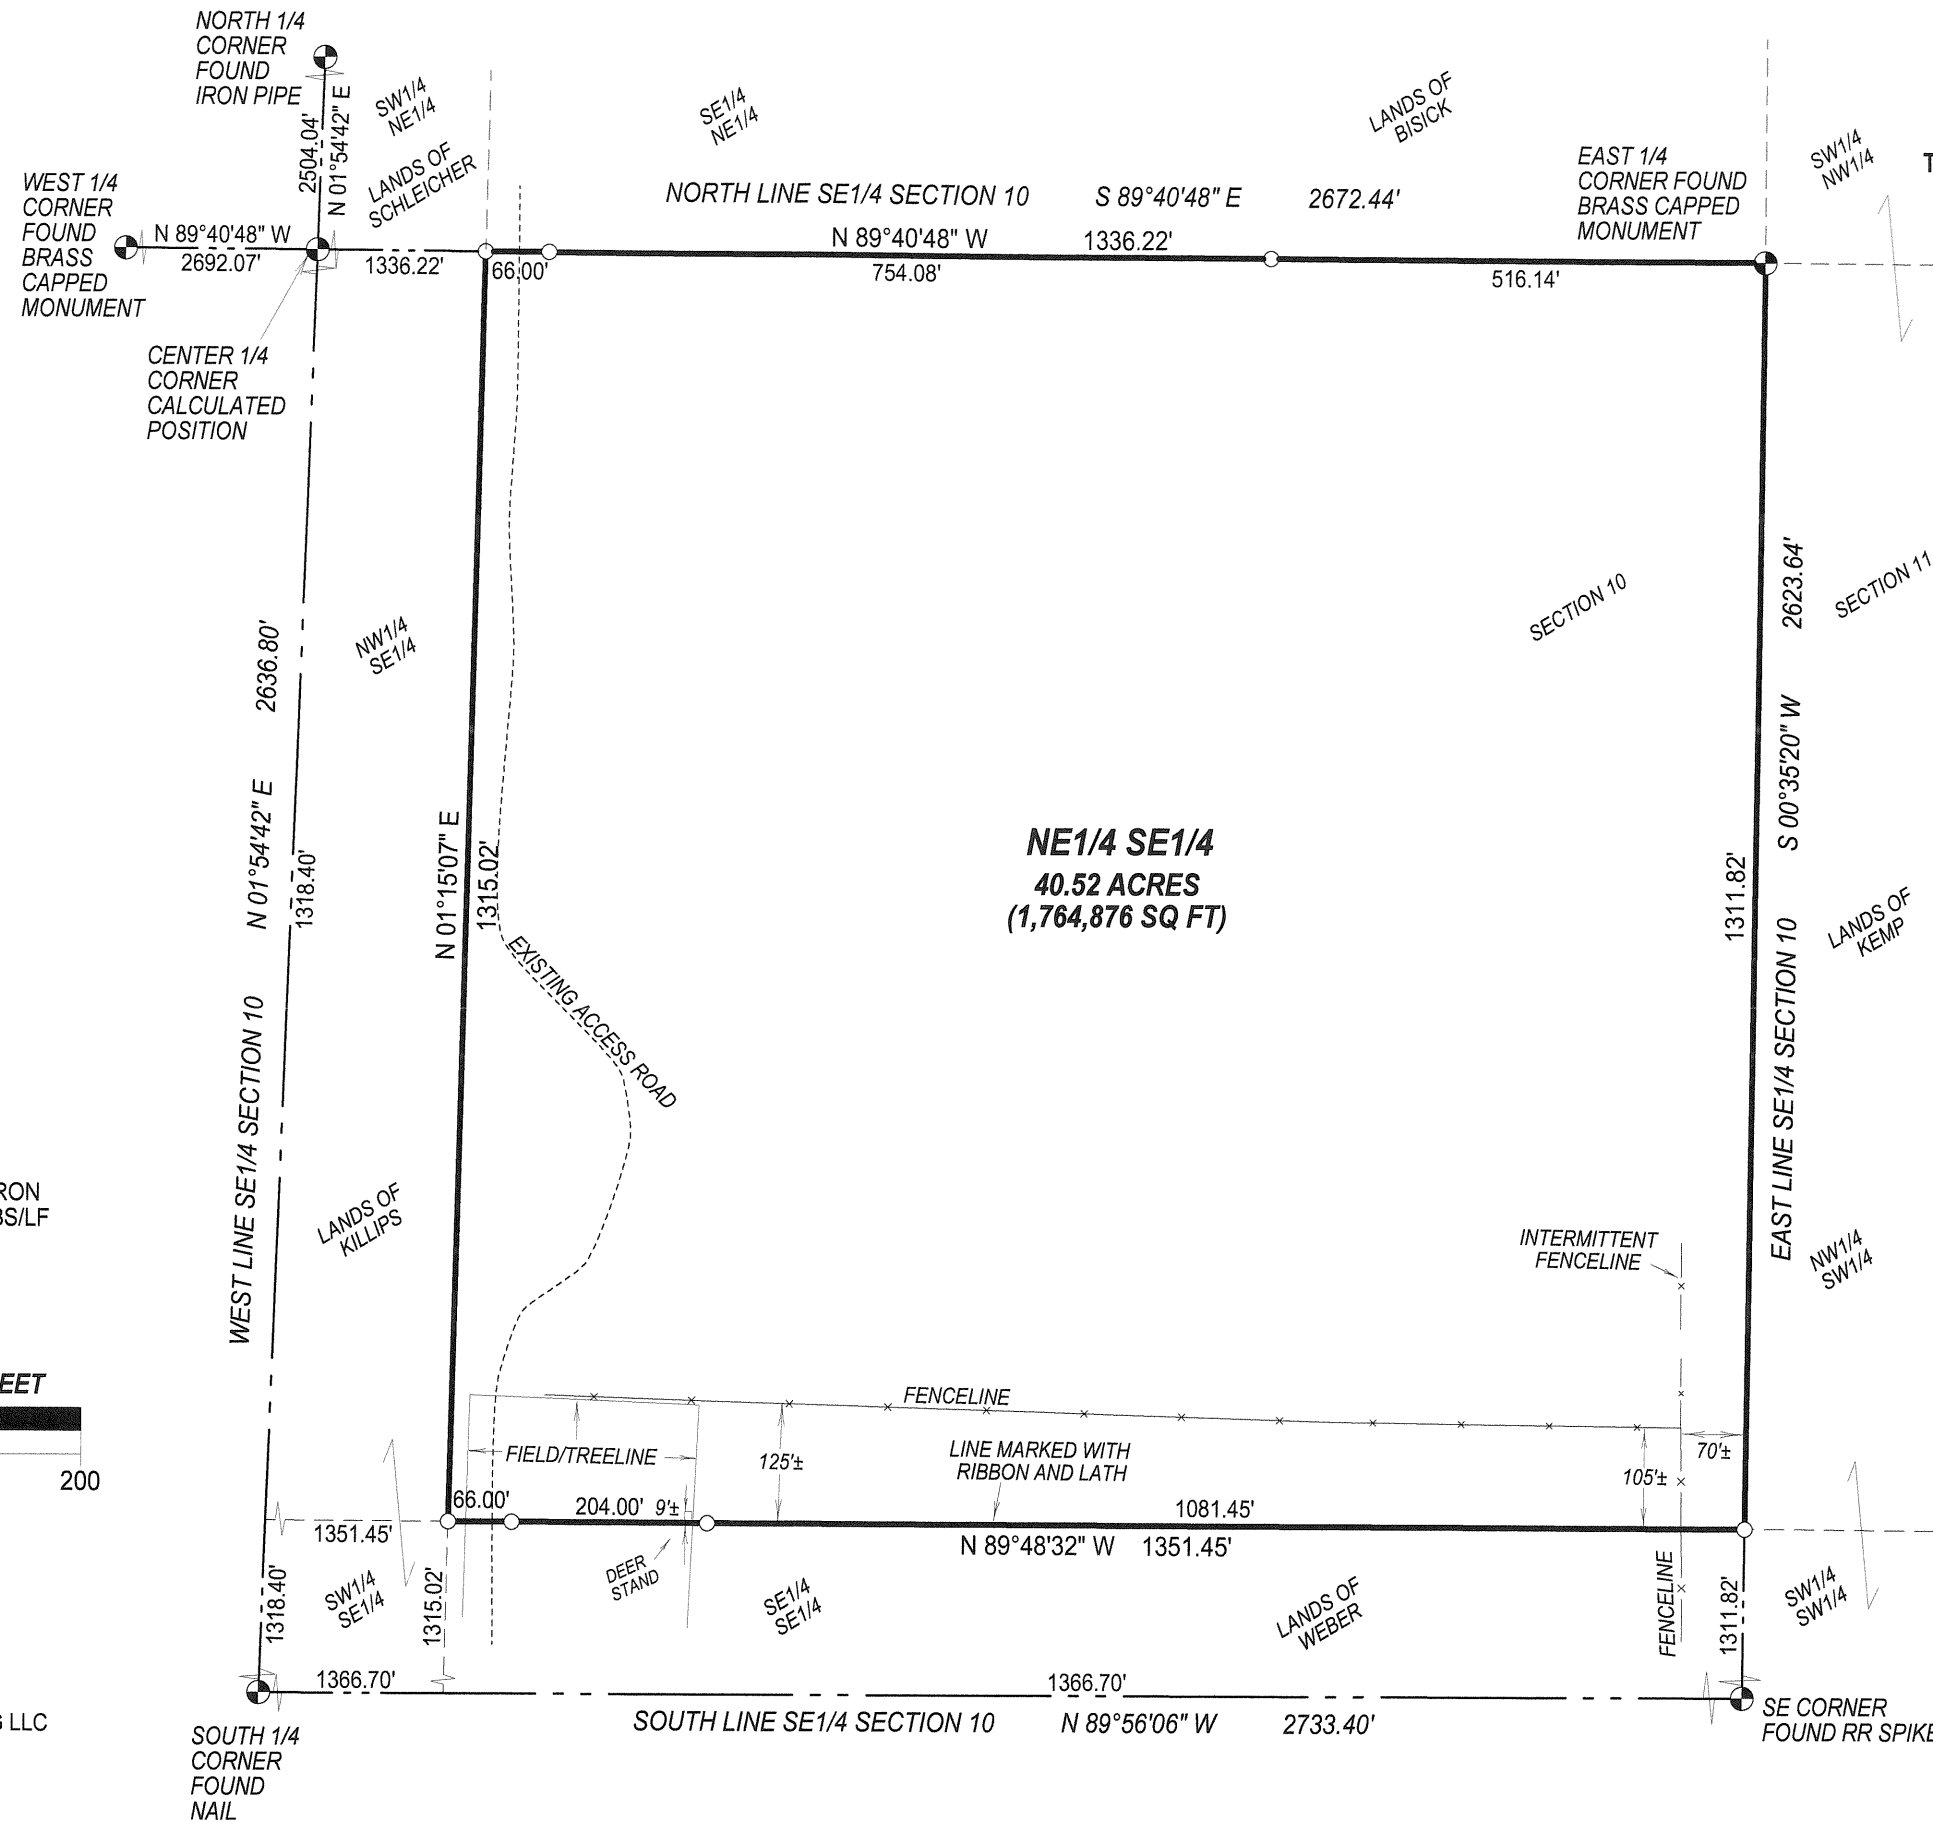 NORTH 1/4
CORNER
FOUND
IRON PIPE
2504.04'
N 01°54'42" E
SW1/4
NE1/4
LANDS OF
SCHLEICHER
SE1/4
NE1/4
LANDS OF
BISICK
EAST 1/4
CORNER FOUND
BRASS CAPPED
MONUMENT
SW1/4
NW1/4
T
WEST 1/4
CORNER
FOUND
BRASS
CAPPED
MONUMENT
N 89°40'48" W
2692.07'
1336.22'
NORTH LINE SE1/4 SECTION 10 S 89°40'48" E 2672.44'
N 89°40'48" W 1336.22'
66.00'
754.08'
516.14'
CENTER 1/4
CORNER
CALCULATED
POSITION
WEST LINE SE1/4 SECTION 10 N 01°54'42" E 2636.80'
1318.40'
NW1/4
SE1/4
N 01°15'07" E
1315.02'
EXISTING ACCESS ROAD
NE1/4 SE1/4
40.52 ACRES
(1,764,876 SQ FT)
SECTION 10
SECTION 11
EAST LINE SE1/4 SECTION 10 S 00°35'20" W 2623.64'
1311.82'
LANDS OF
KEMP
LANDS OF
KILLIPS
RON
BS/LF
INTERMITTENT
FENCELINE
NW1/4
SW1/4
EET
200
FENCELINE
FIELD/TREELINE
125'±
LINE MARKED WITH
RIBBON AND LATH
105'±
70'±
66.00'
204.00'
9'±
1081.45'
1351.45'
N 89°48'32" W 1351.45'
DEER
STAND
1318.40'
SW1/4
SE1/4
1315.02'
SE1/4
SE1/4
LANDS OF
WEBER
FENCELINE
1311.82'
SW1/4
SW1/4
1366.70'
1366.70'
SOUTH LINE SE1/4 SECTION 10 N 89°56'06" W 2733.40'
LLC
SOUTH 1/4
CORNER
FOUND
NAIL
SE CORNER
FOUND RR SPIKE